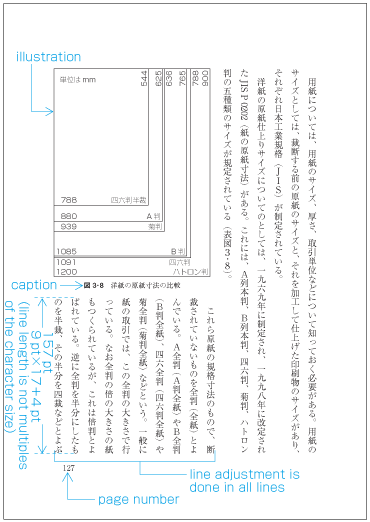 用紙については、用紙のサイズ、厚さ、取引単位などについて知っておく必要がある。用紙の
サイズとしては、裁断する前の原紙のサイズと、それを加工して仕上げた印刷物のサイズがあり、
それぞれ日本工業規格（JIS）が制定されている。
洋紙の原紙仕上りサイズについてのとしては、一九六九年に制定され、一九九八年に改定され
たJIS P 0202（紙の原紙寸法）がある。これには、A列本判、B列本判、四六判、菊判、ハトロン
判の五種類のサイズが規定されている（表図3・8）。
illustration
単位は mm
544
625
636
765
788
900
788 四六判半裁
880 A 判
939 菊判
1085 B 判
1091 四六判
1200 ハトロン判
caption
図 3・8 洋紙の原紙寸法の比較
これら原紙の規格寸法のもので、断
裁されていないものを全判（全紙）とよ
んでいる。A全判（A判全紙）やB全判
（B判全紙）、四六全判（四六判全紙）や
菊全判（菊判全紙）などという。一般に
紙の取引では、この全判の大きさで行
っている。なお全判の倍の大きさの紙
もつくられているが、これは倍判とよ
ばれている。逆に全判を半分にしたも
のを半裁、その半分を四裁などとよぶ
157pt
9pt×17＋4pt
(line length is not multiples
of the character size)
127
line adjustment is
done in all lines
page number